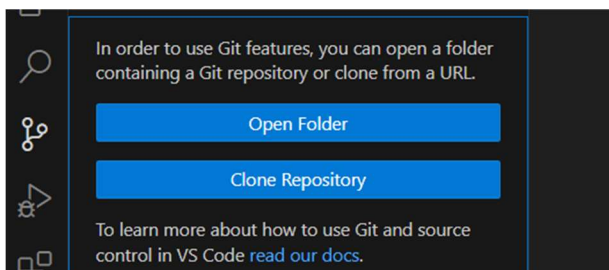 In order to use Git features, you can open a folder
containing a Git repository or clone from a URL.
Open Folder
Clone Repository
To learn more about how to use Git and source
control in VS Code read our docs.